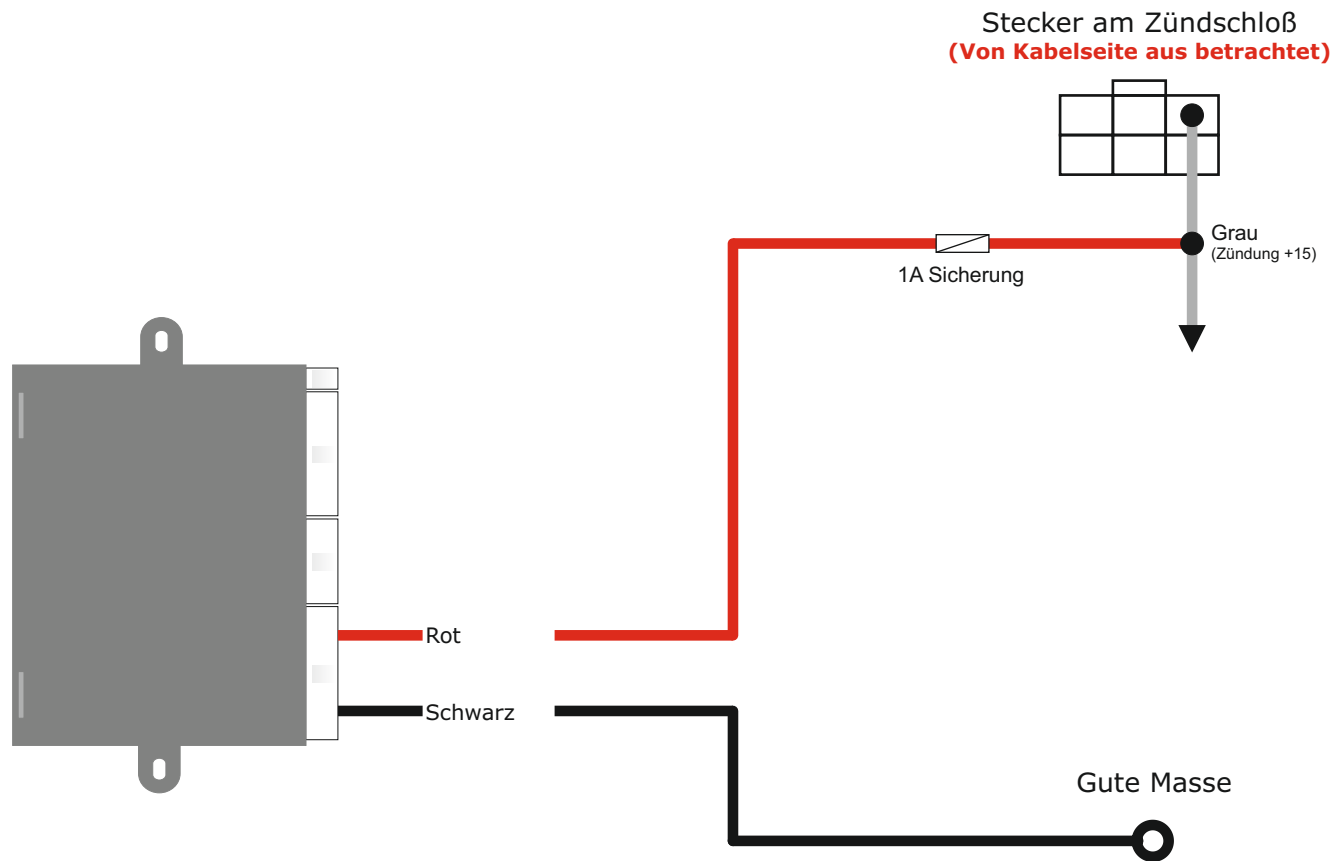 Stecker am Zündschloß
(Von Kabelseite aus betrachtet)
Grau
(Zündung +15)
1A Sicherung
Rot
Schwarz
Gute Masse